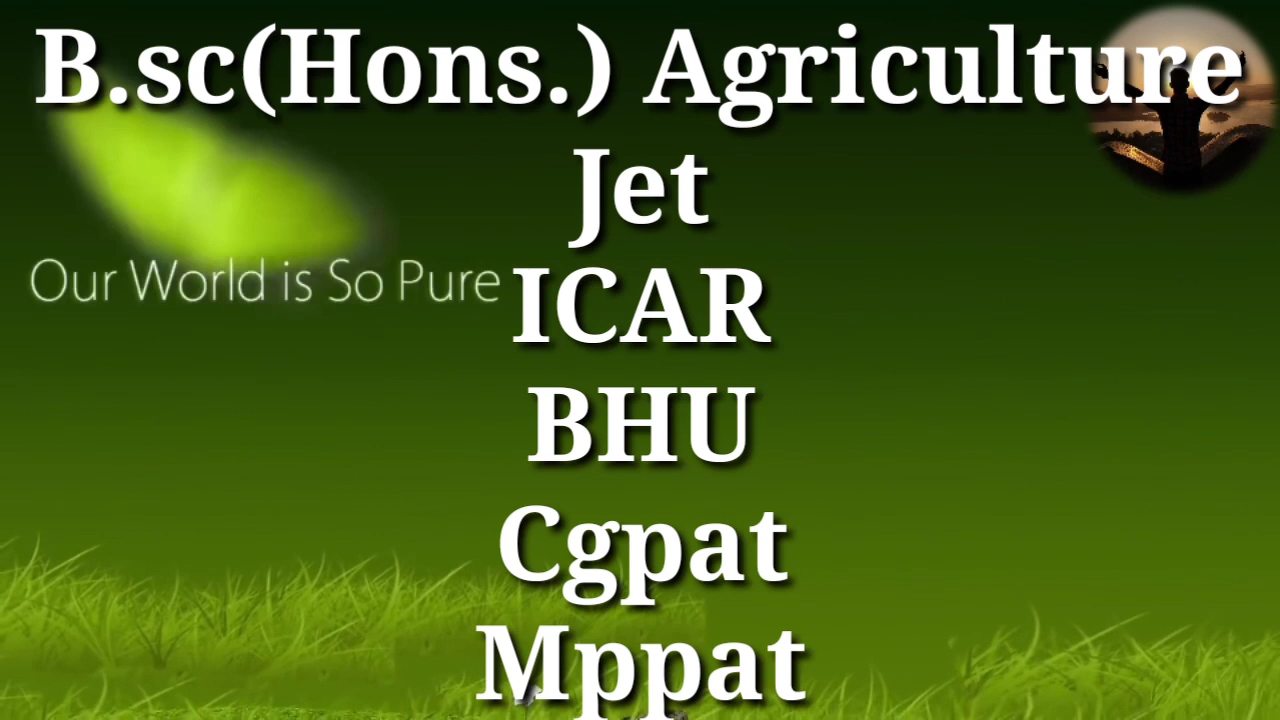 B.sc(Hons.) Agriculture
Jet
Our World is So Pure
ICAR
BHU
Cgpat
Mppat